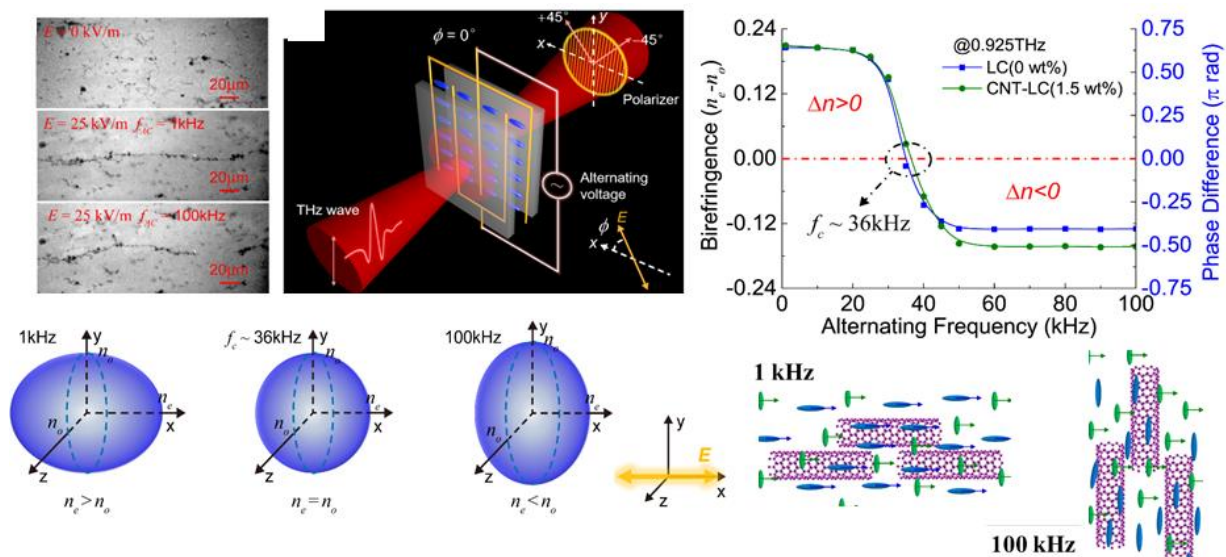 E = 0 kV/m
20μm
E = 25 kV/m f_AC = 1kHz
20μm
E = 25 kV/m f_AC = 100kHz
20μm
ϕ = 0°
+45°
y
x
−45°
Polarizer
Alternating
voltage
THz wave
E
ϕ
x
@0.925THz
LC(0 wt%)
CNT-LC(1.5 wt%)
Δn>0
Δn<0
f_c ~ 36kHz
Birefringence (n_e-n_o)
0.24
0.12
0.00
-0.12
-0.24
0 20 40 60 80 100
Alternating Frequency (kHz)
0.75
0.50
0.25
0.00
-0.25
-0.50
-0.75
Phase Difference (π rad)
1kHz
y
n_o
n_e
x
n_o
z
n_e > n_o
f_c ~ 36kHz
y
n_o
n_e
x
n_o
z
n_e = n_o
100kHz
y
n_o
n_e
x
n_o
z
n_e < n_o
y
E
x
z
1 kHz
100 kHz